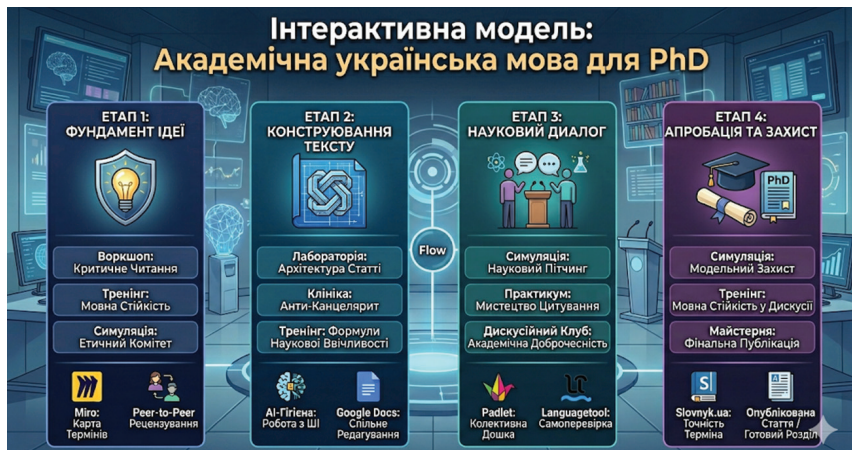 Інтерактивна модель:
Академічна українська мова для PhD
ЕТАП 1:
ФУНДАМЕНТ ІДЕЇ
Воркшоп:
Критичне Читання
Тренінг:
Мовна Стійкість
Симуляція:
Етичний Комітет
Miro:
Карта
Термінів
Peer-to-Peer
Рецензування
ЕТАП 2:
КОНСТРУЮВАННЯ
ТЕКСТУ
Лабораторія:
Архітектура Статті
Клініка:
Анти-Канцелярит
Тренінг: Формули
Наукової Ввічливості
AI-Гігієна:
Робота з ШІ
Google Docs:
Спільне
Редагування
Flow
ЕТАП 3:
НАУКОВИЙ ДИАЛОГ
Симуляція:
Науковий Пітчинг
Практикум:
Мистецтво Цитування
Дискусійний Клуб:
Академічна Доброчесність
Padlet:
Колективна
Дошка
Languagetool:
Самоперевірка
ЕТАП 4:
АПРОБАЦІЯ ТА ЗАХИСТ
PhD
Симуляція:
Модельний Захист
Тренінг:
Мовна Стійкість у Дискусії
Майстерня:
Фінальна Публікація
S
Slovnyk.ua:
Точність
Терміна
Опублікована
Стаття /
Готовий Розділ